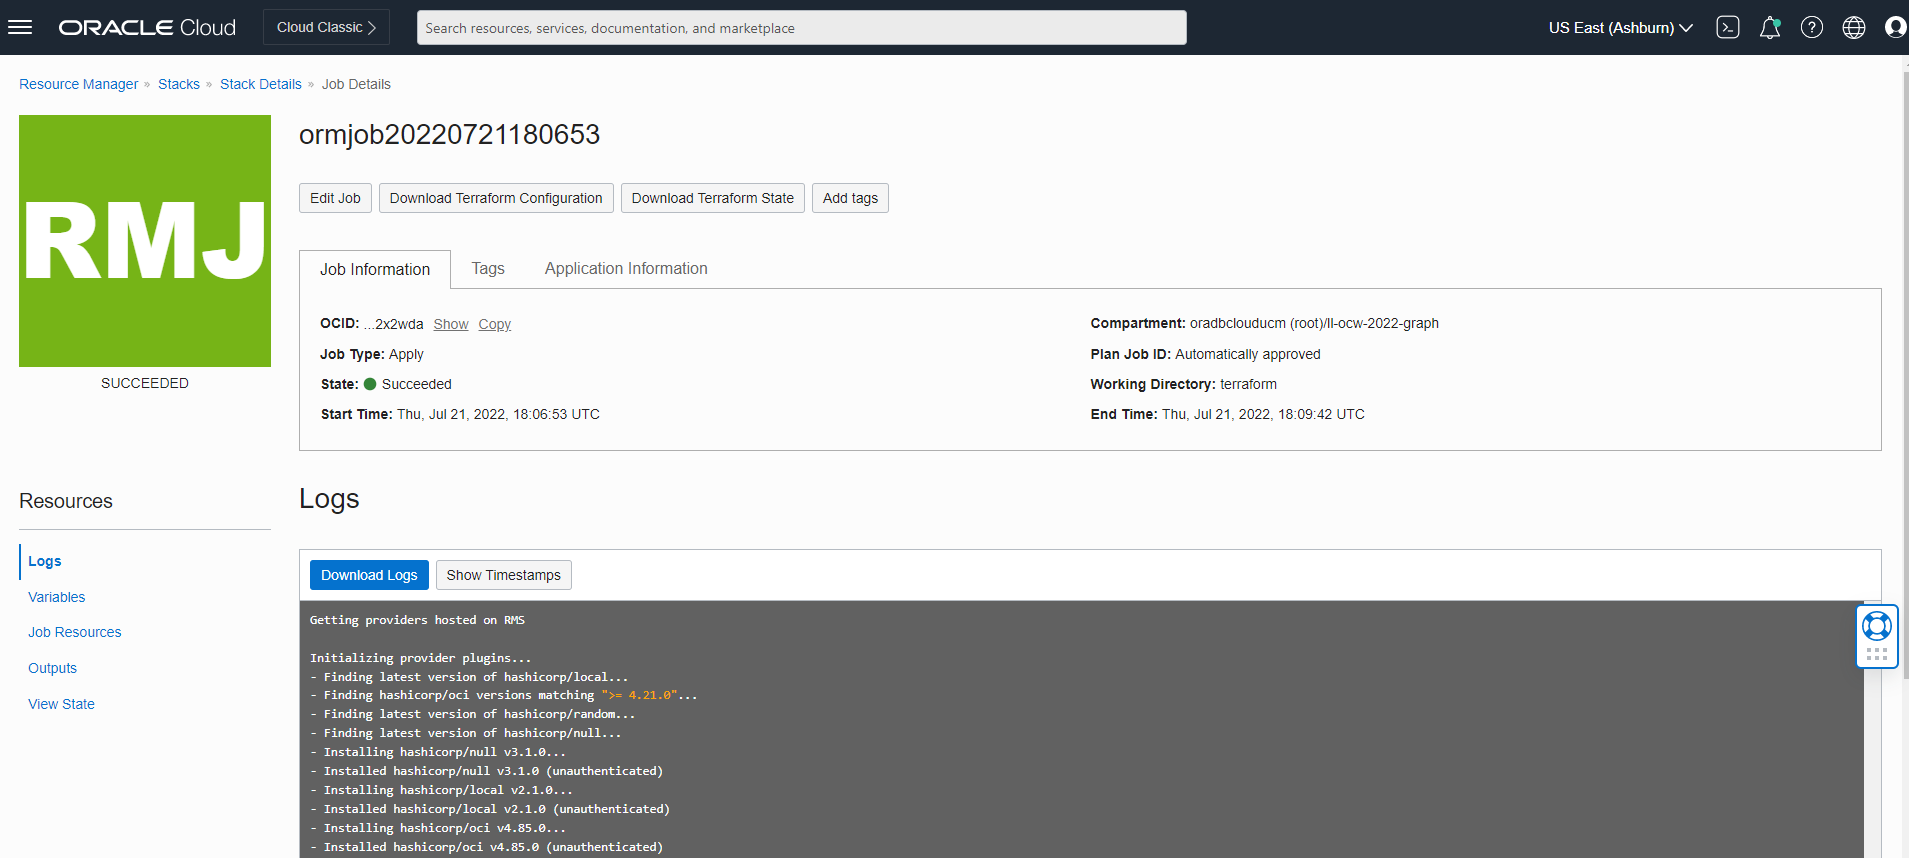 ORACLE Cloud
Cloud Classic
Search resources, services, documentation, and marketplace
US East (Ashburn)
Resource Manager » Stacks » Stack Details » Job Details
RMJ
SUCCEEDED
ormjob20220721180653
Edit Job
Download Terraform Configuration
Download Terraform State
Add tags
Job Information
Tags
Application Information
OCID: ...2x2wda Show Copy
Job Type: Apply
State: Succeeded
Start Time: Thu, Jul 21, 2022, 18:06:53 UTC
Compartment: oradbclouducm (root)/ll-ocw-2022-graph
Plan Job ID: Automatically approved
Working Directory: terraform
End Time: Thu, Jul 21, 2022, 18:09:42 UTC
Resources
Logs
Variables
Job Resources
Outputs
View State
Logs
Download Logs
Show Timestamps
Getting providers hosted on RMS
Initializing provider plugins...
- Finding latest version of hashicorp/local...
- Finding hashicorp/oci versions matching ">= 4.21.0"...
- Finding latest version of hashicorp/random...
- Finding latest version of hashicorp/null...
- Installing hashicorp/null v3.1.0...
- Installed hashicorp/null v3.1.0 (unauthenticated)
- Installing hashicorp/local v2.1.0...
- Installed hashicorp/local v2.1.0 (unauthenticated)
- Installing hashicorp/oci v4.85.0...
- Installed hashicorp/oci v4.85.0 (unauthenticated)